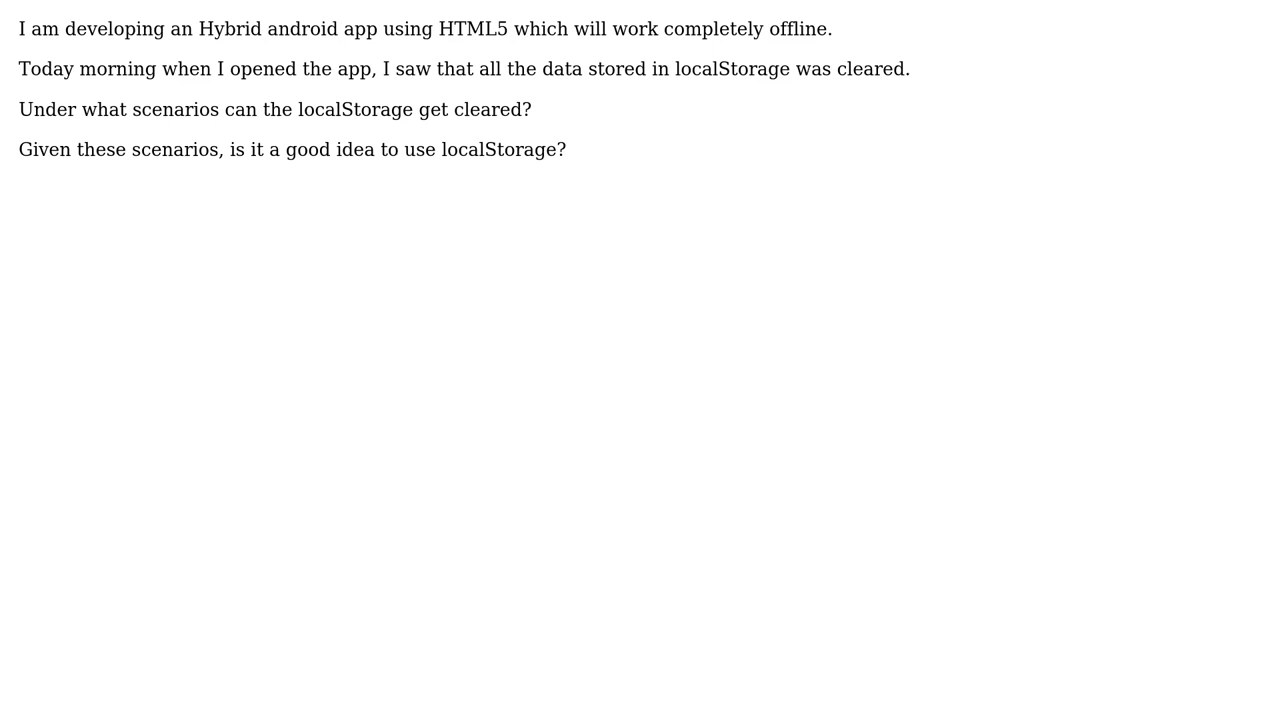 I am developing an Hybrid android app using HTML5 which will work completely offline.
Today morning when I opened the app, I saw that all the data stored in localStorage was cleared.
Under what scenarios can the localStorage get cleared?
Given these scenarios, is it a good idea to use localStorage?